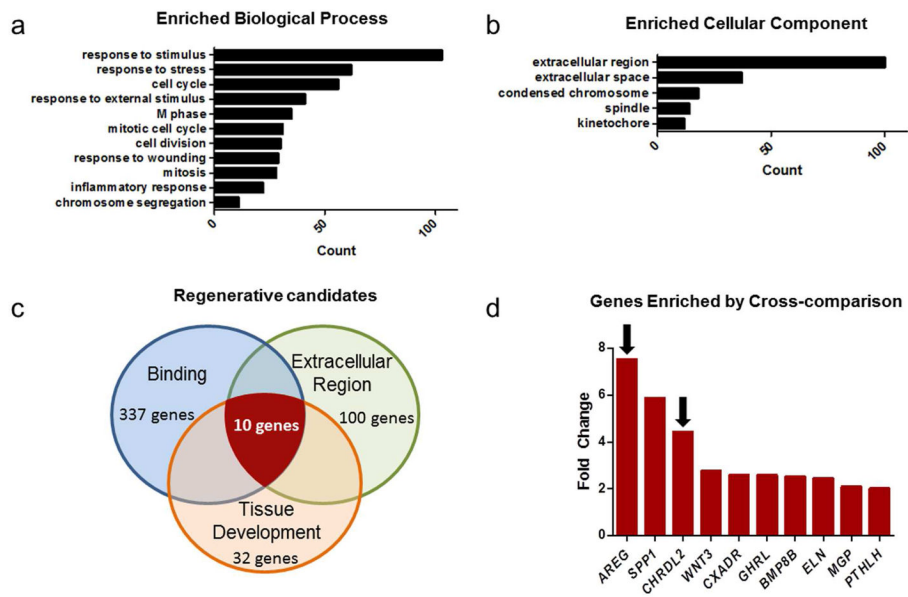 a
Enriched Biological Process
response to stimulus
response to stress
cell cycle
response to external stimulus
M phase
mitotic cell cycle
cell division
response to wounding
mitosis
inflammatory response
chromosome segregation
0
50
100
Count
b
Enriched Cellular Component
extracellular region
extracellular space
condensed chromosome
spindle
kinetochore
0
50
100
Count
c
Regenerative candidates
Binding
337 genes
Extracellular
Region
100 genes
10 genes
Tissue
Development
32 genes
d
Genes Enriched by Cross-comparison
Fold Change
8
6
4
2
0
AREG
SPP1
CHRDL2
WNT3
CXADR
GHRL
BMP8B
ELN
MGP
PTHLH